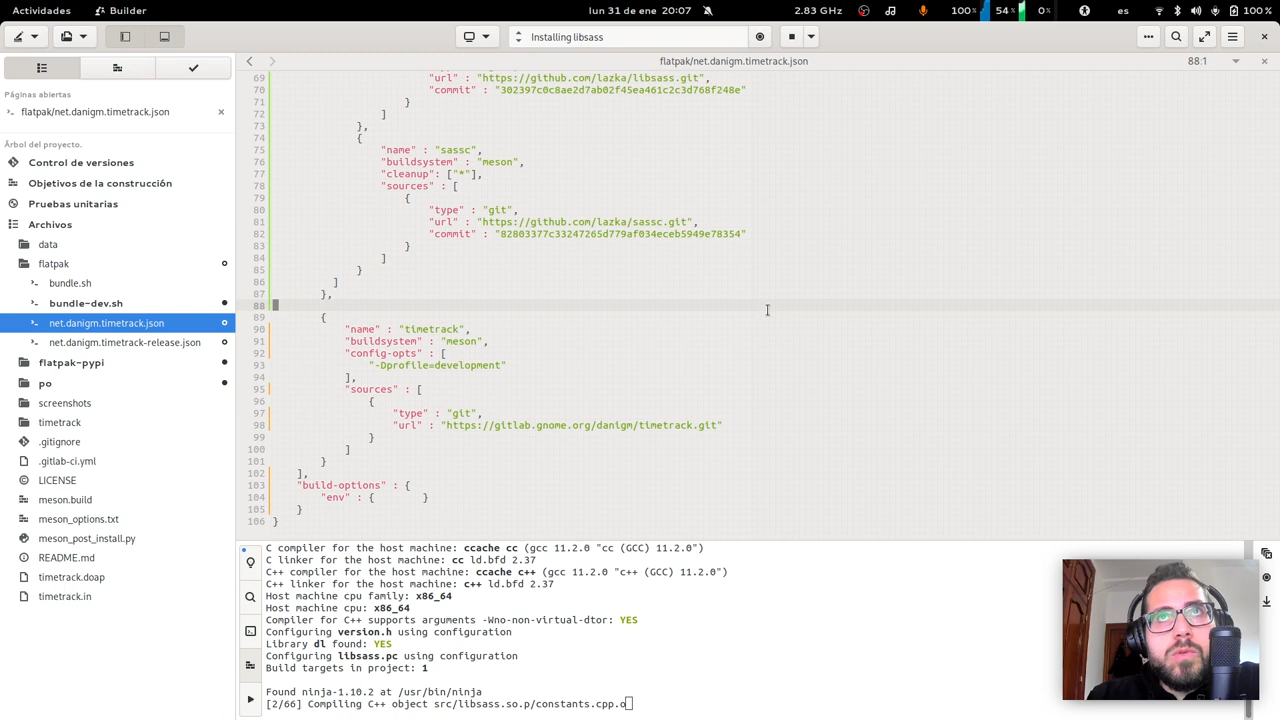 Actividades Builder lun 31 de ene 20:07 2.83 GHz 100% 54% 0% es 100%
Installing libsass
flatpak/net.danigm.timetrack.json 88:1
Páginas abiertas
flatpak/net.danigm.timetrack.json
Árbol del proyecto.
Control de versiones
Objetivos de la construcción
Pruebas unitarias
Archivos
data
flatpak
bundle.sh
bundle-dev.sh
net.danigm.timetrack.json
net.danigm.timetrack-release.json
flatpak-pypi
po
screenshots
timetrack
.gitignore
.gitlab-ci.yml
LICENSE
meson.build
meson_options.txt
meson_post_install.py
README.md
timetrack.doap
timetrack.in
69 "url" : "https://github.com/lazka/libsass.git",
70 "commit" : "302397c0c8ae2d7ab02f45ea461c2c3d768f248e"
71 }
72 ]
73 },
74 {
75 "name" : "sassc",
76 "buildsystem" : "meson",
77 "cleanup": ["*"],
78 "sources" : [
79 {
80 "type" : "git",
81 "url" : "https://github.com/lazka/sassc.git",
82 "commit" : "82803377c33247265d779af034eceb5949e78354"
83 }
84 ]
85 }
86 ]
87 },
88
89 {
90 "name" : "timetrack",
91 "buildsystem" : "meson",
92 "config-opts" : [
93 "-Dprofile=development"
94 ],
95 "sources" : [
96 {
97 "type" : "git",
98 "url" : "https://gitlab.gnome.org/danigm/timetrack.git"
99 }
100 ]
101 }
102 ],
103 "build-options" : {
104 "env" : { }
105 }
106 }
C compiler for the host machine: ccache cc (gcc 11.2.0 "cc (GCC) 11.2.0")
C linker for the host machine: cc ld.bfd 2.37
C++ compiler for the host machine: ccache c++ (gcc 11.2.0 "c++ (GCC) 11.2.0")
C++ linker for the host machine: c++ ld.bfd 2.37
Host machine cpu family: x86_64
Host machine cpu: x86_64
Compiler for C++ supports arguments -Wno-non-virtual-dtor: YES
Configuring version.h using configuration
Library dl found: YES
Configuring libsass.pc using configuration
Build targets in project: 1
Found ninja-1.10.2 at /usr/bin/ninja
[2/66] Compiling C++ object src/libsass.so.p/constants.cpp.o